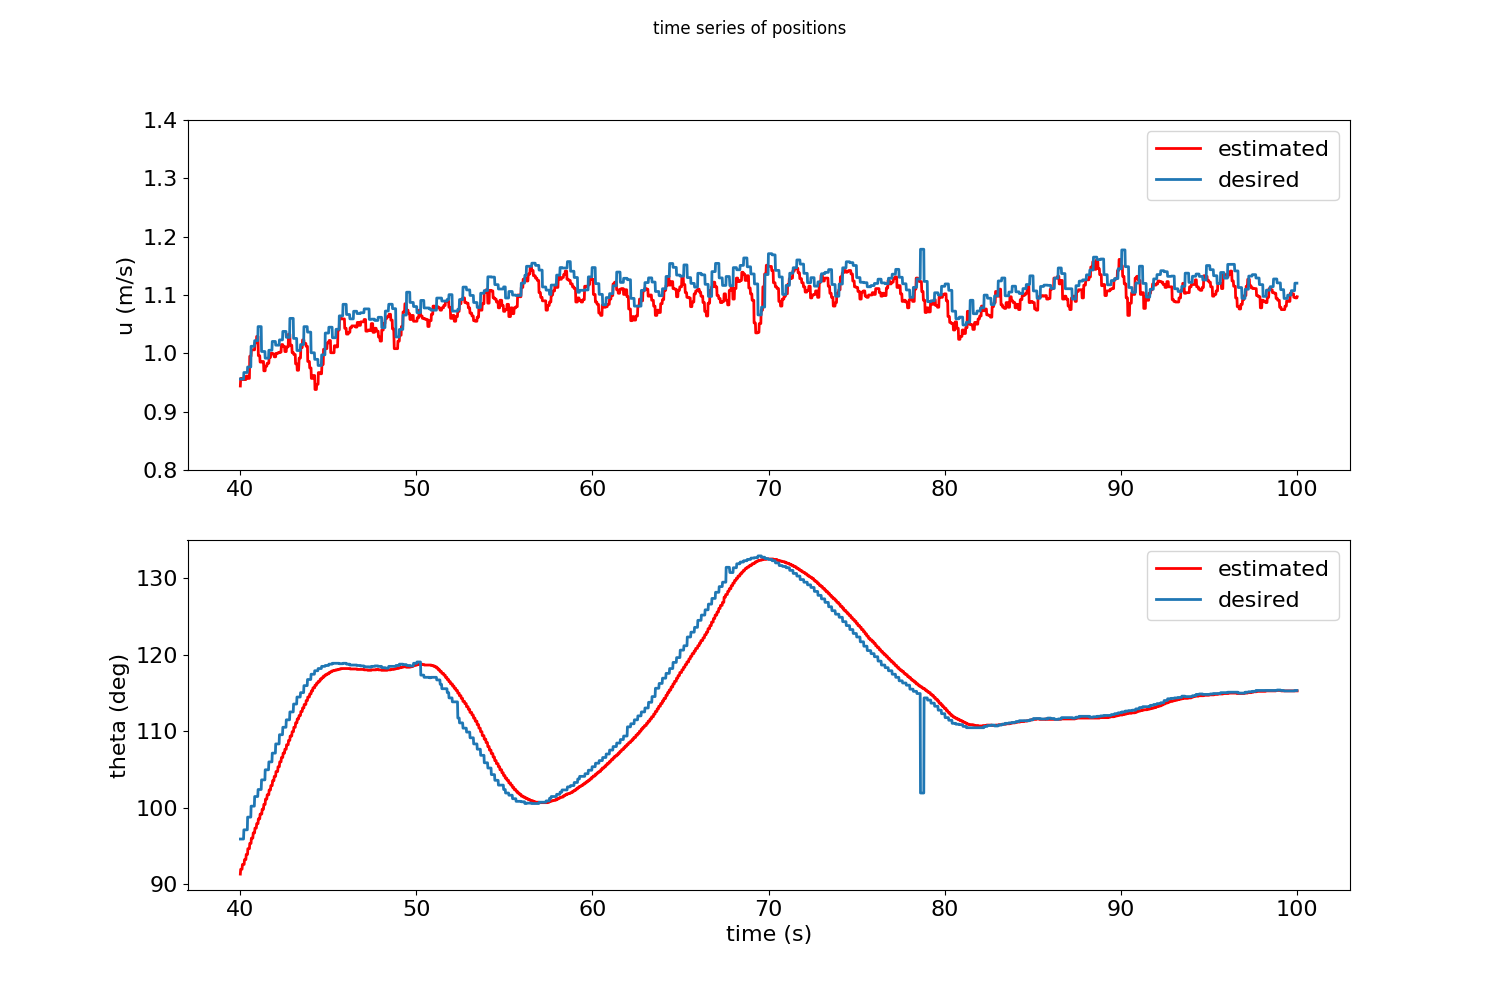 time series of positions
1.4
1.3
1.2
1.1
1.0
0.9
0.8
u (m/s)
estimated
desired
40 50 60 70 80 90 100
130
120
110
100
90
theta (deg)
estimated
desired
40 50 60 70 80 90 100
time (s)